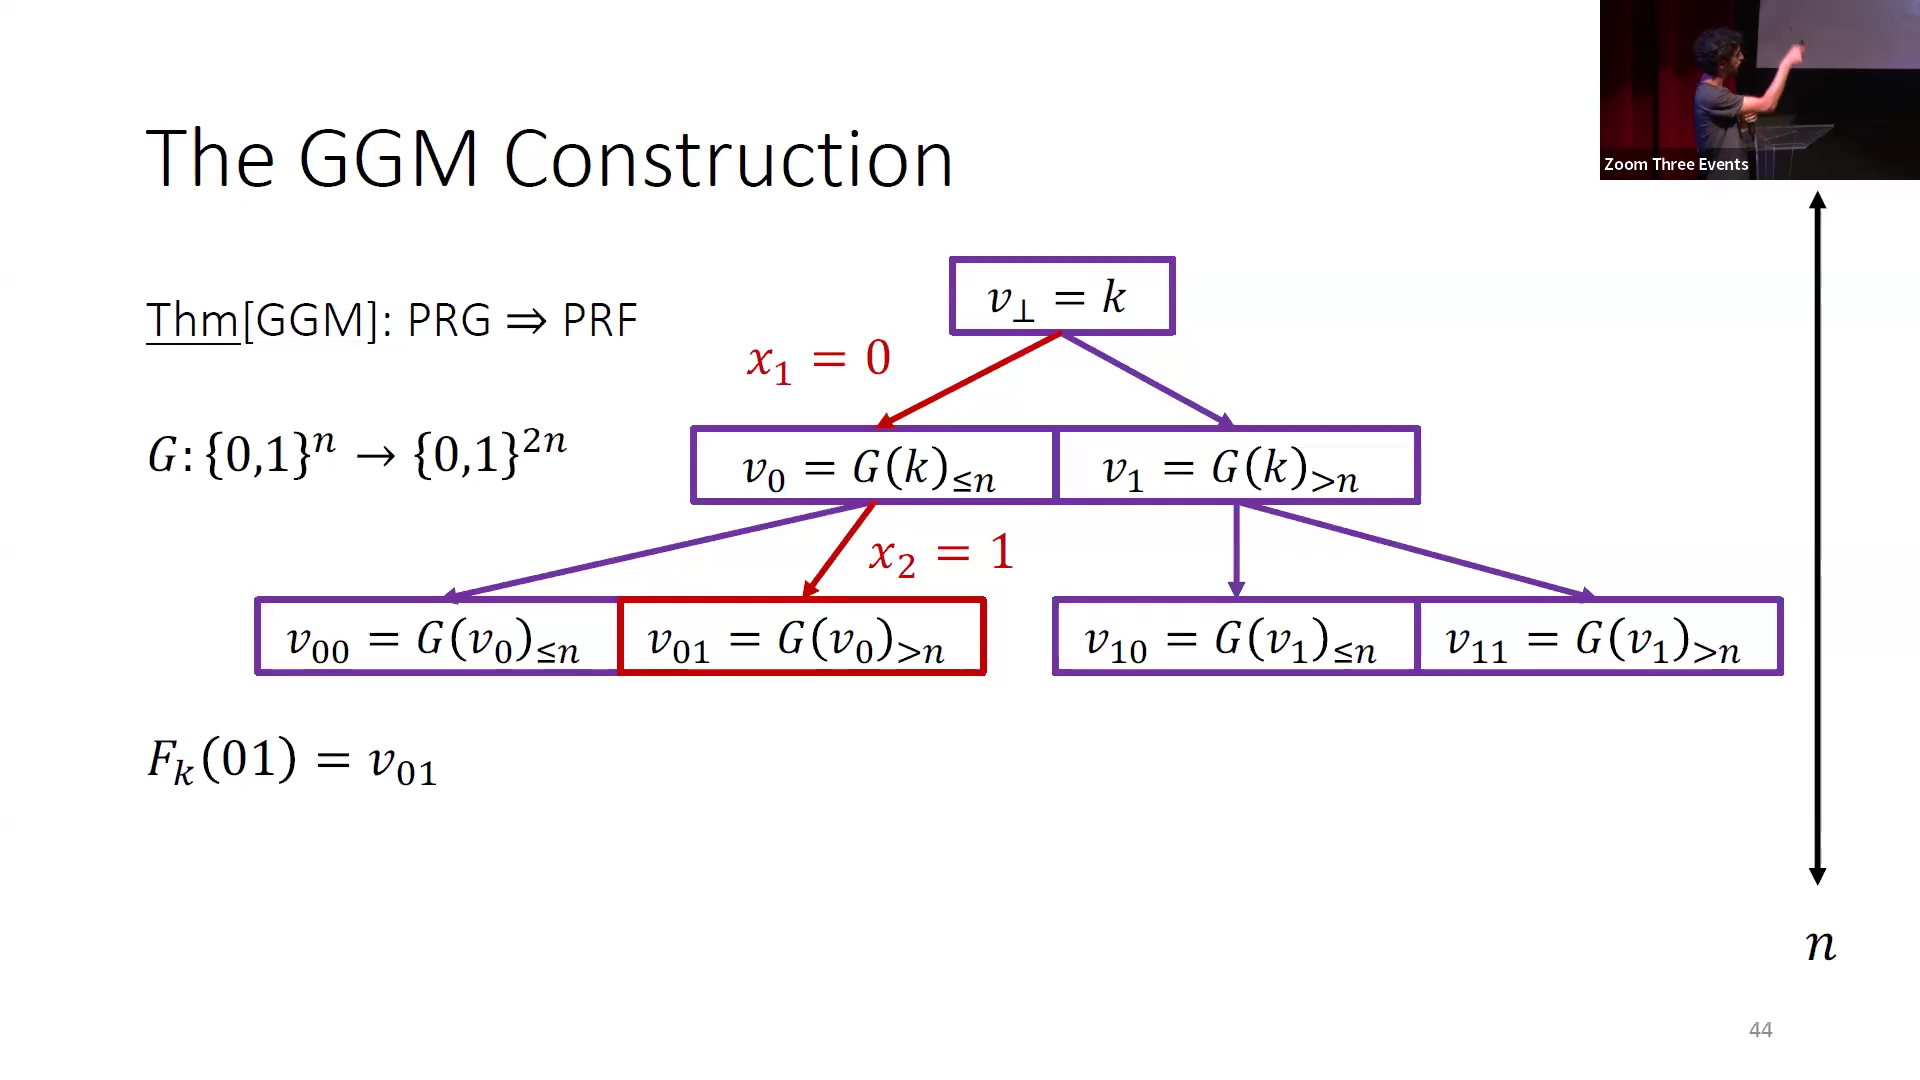 Zoom Three Events
The GGM Construction
Thm[GGM]: PRG ⇒ PRF
v⊥ = k
x₁ = 0
G: {0,1}ⁿ → {0,1}²ⁿ
v₀ = G(k)≤n
v₁ = G(k)>n
x₂ = 1
v₀₀ = G(v₀)≤n
v₀₁ = G(v₀)>n
v₁₀ = G(v₁)≤n
v₁₁ = G(v₁)>n
Fₖ(01) = v₀₁
n
44